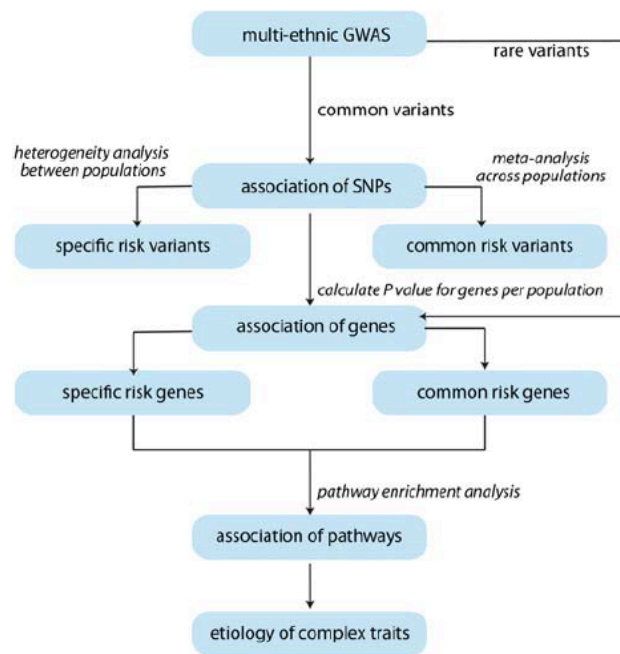 multi-ethnic GWAS
rare variants
common variants
heterogeneity analysis
between populations
meta-analysis
across populations
association of SNPs
specific risk variants
common risk variants
calculate P value for genes per population
association of genes
specific risk genes
common risk genes
pathway enrichment analysis
association of pathways
etiology of complex traits